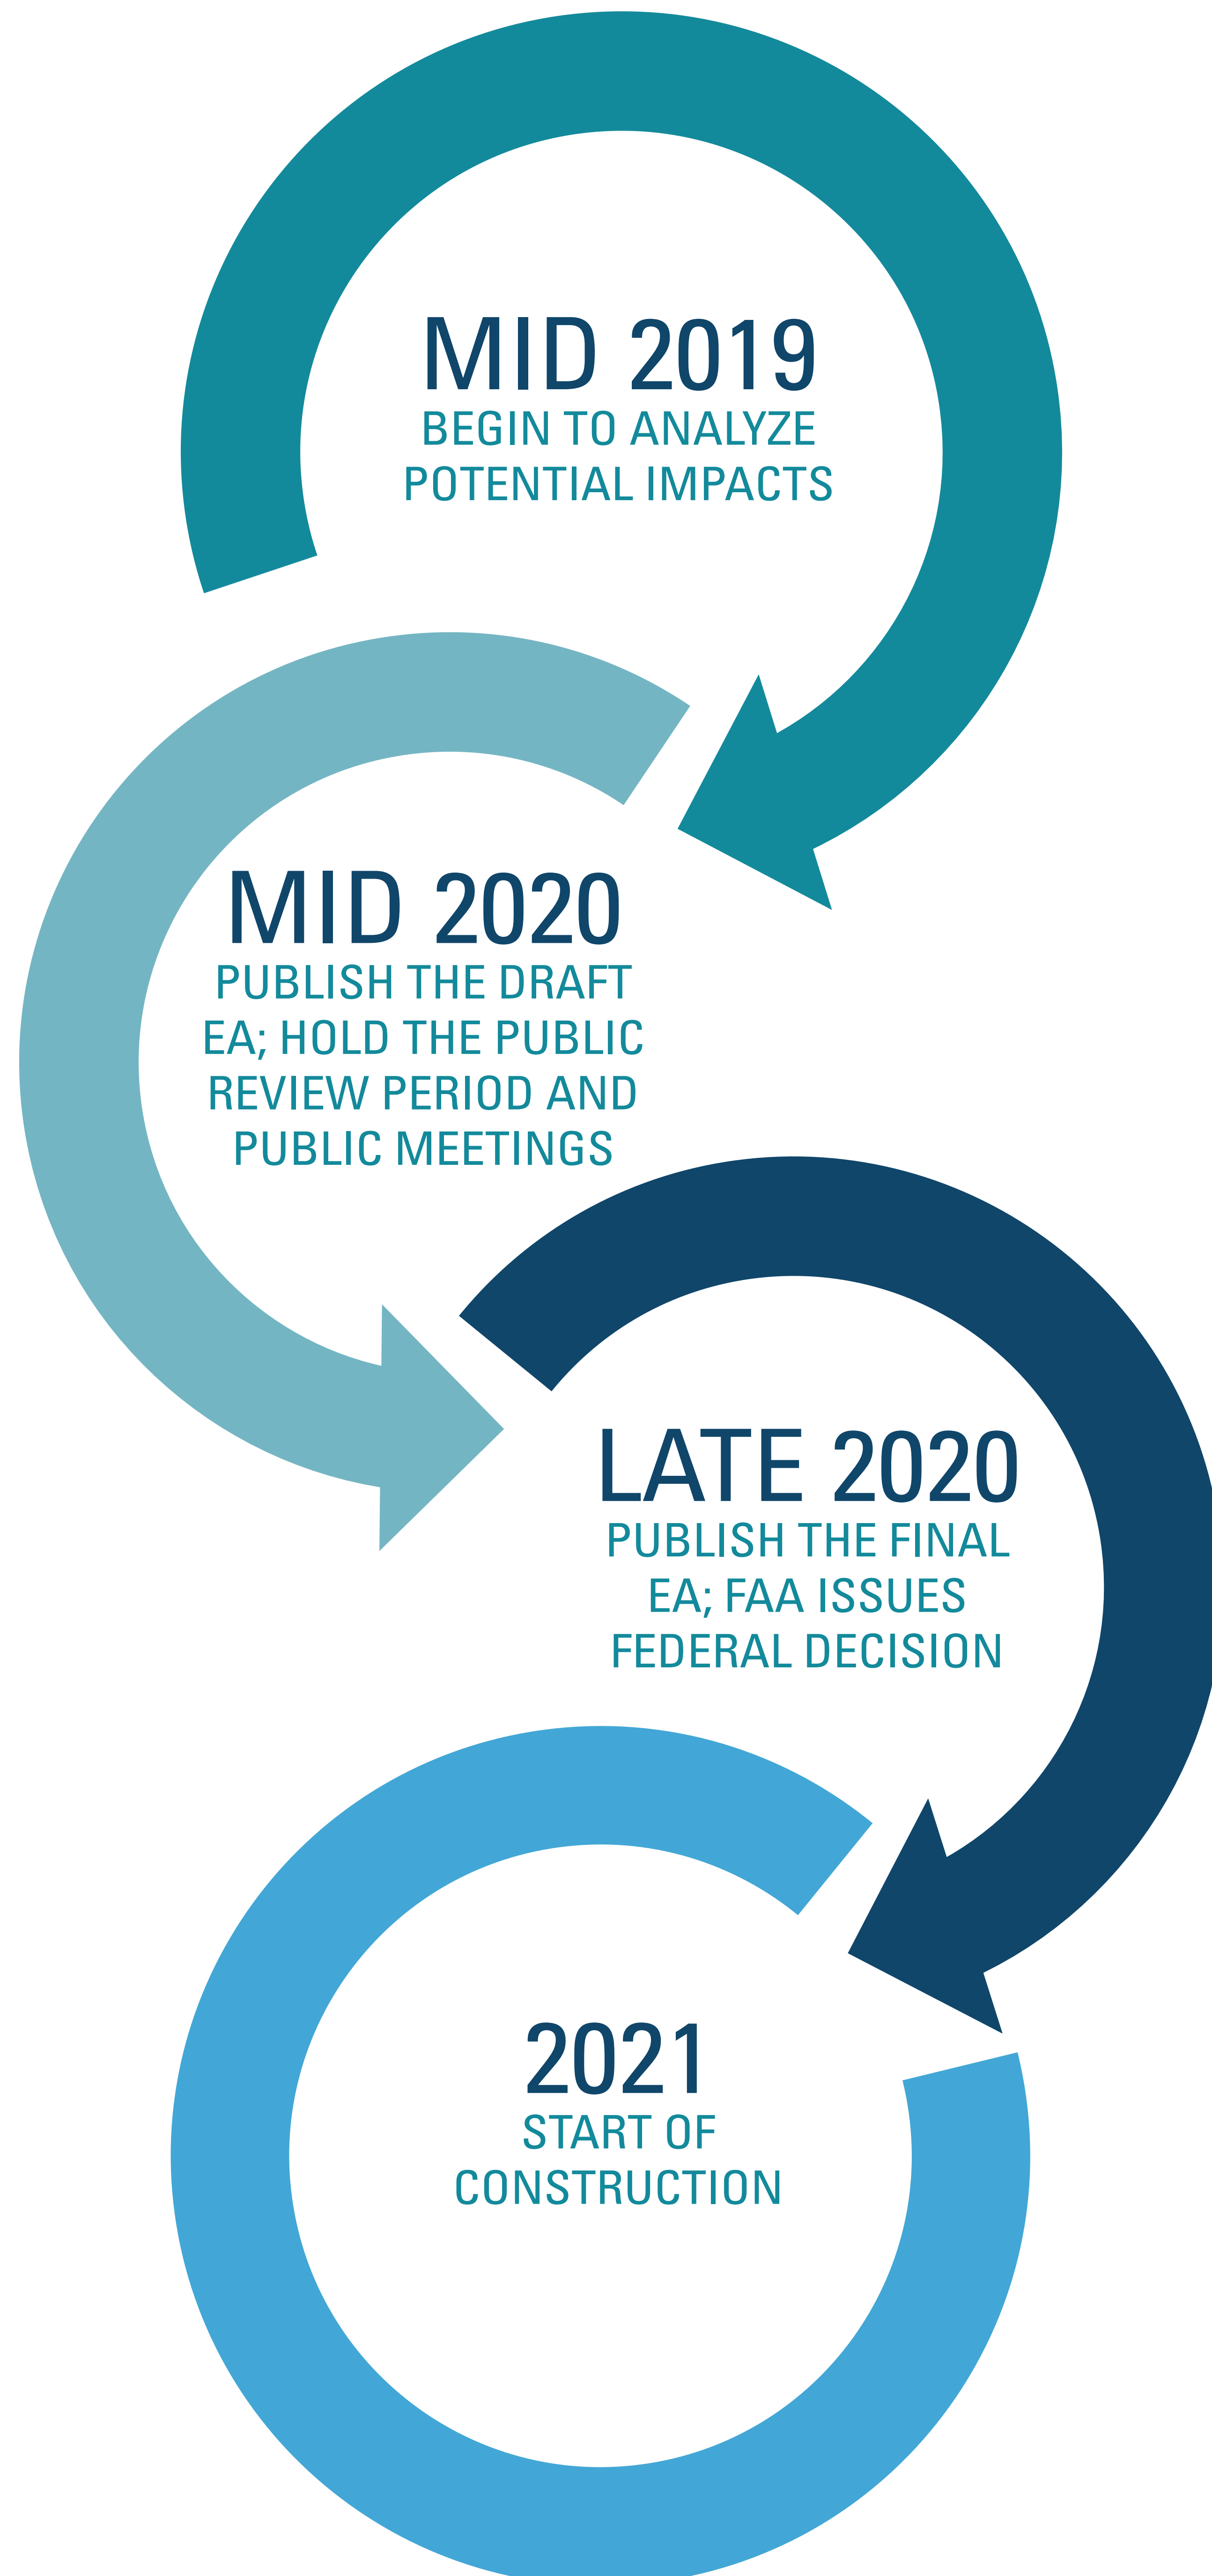 MID 2019
BEGIN TO ANALYZE
POTENTIAL IMPACTS
MID 2020
PUBLISH THE DRAFT
EA; HOLD THE PUBLIC
REVIEW PERIOD AND
PUBLIC MEETINGS
LATE 2020
PUBLISH THE FINAL
EA; FAA ISSUES
FEDERAL DECISION
2021
START OF
CONSTRUCTION